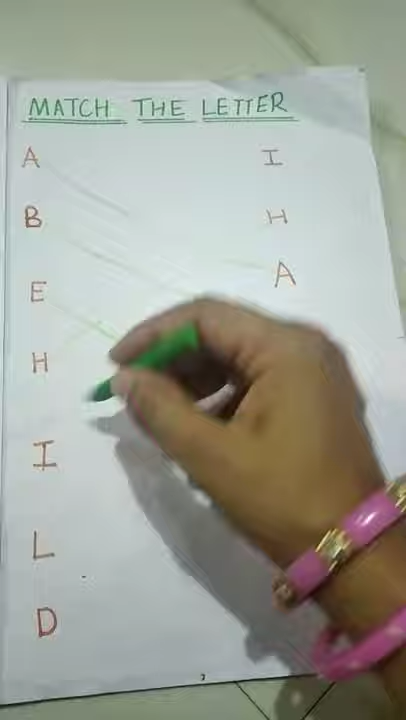 MATCH THE LETTER
A I
B H
E A
H
I
L
D